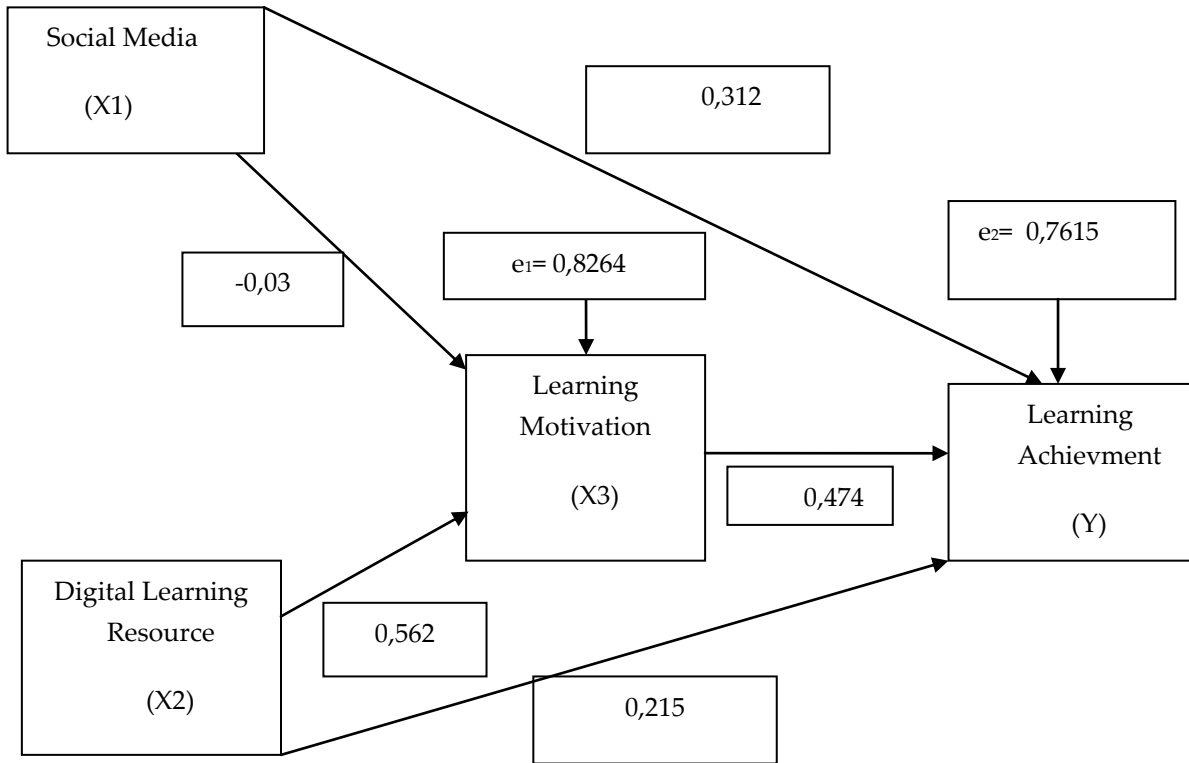 Social Media
(X1)
0,312
e₂= 0,7615
-0,03
e₁= 0,8264
Learning
Motivation
(X3)
Learning
Achievment
(Y)
0,474
Digital Learning
Resource
(X2)
0,562
0,215